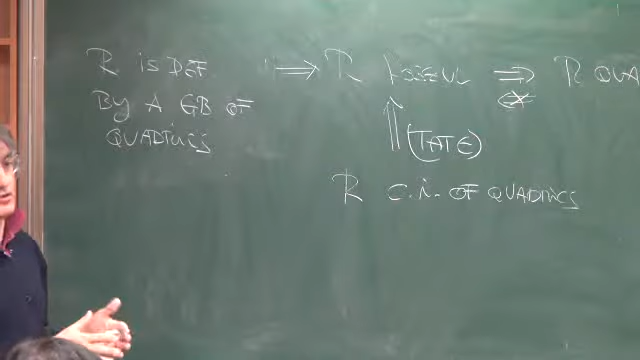 R is DEF. ⟹ R KOSZUL ⟹ R QUA
BY A GB OF
QUADRICS
⇑ (TATE)
R C.I. OF QUADRICS